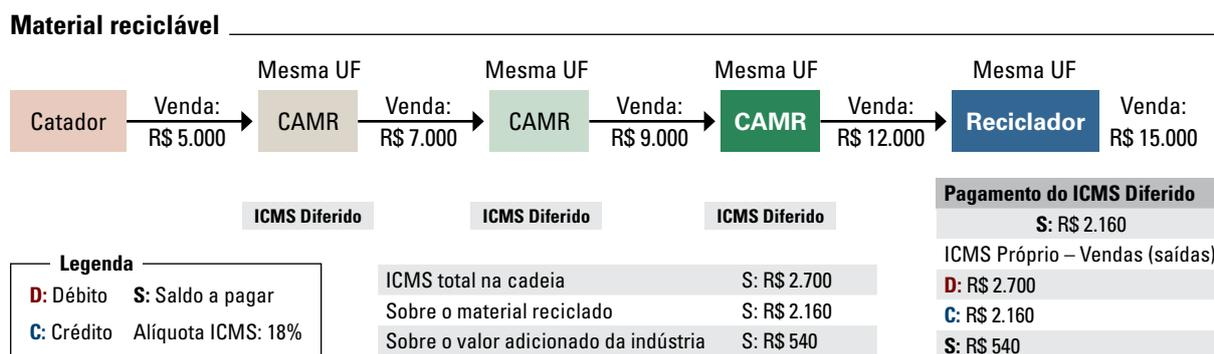 Material reciclável
Mesma UF
Mesma UF
Mesma UF
Mesma UF
Catador
Venda:
R$ 5.000
CAMR
Venda:
R$ 7.000
CAMR
Venda:
R$ 9.000
CAMR
Venda:
R$ 12.000
Reciclador
Venda:
R$ 15.000
ICMS Diferido
ICMS Diferido
ICMS Diferido
Pagamento do ICMS Diferido
S: R$ 2.160
ICMS Próprio – Vendas (saídas)
D: R$ 2.700
C: R$ 2.160
S: R$ 540
Legenda
D: Débito S: Saldo a pagar
C: Crédito Alíquota ICMS: 18%
ICMS total na cadeia S: R$ 2.700
Sobre o material reciclado S: R$ 2.160
Sobre o valor adicionado da indústria S: R$ 540